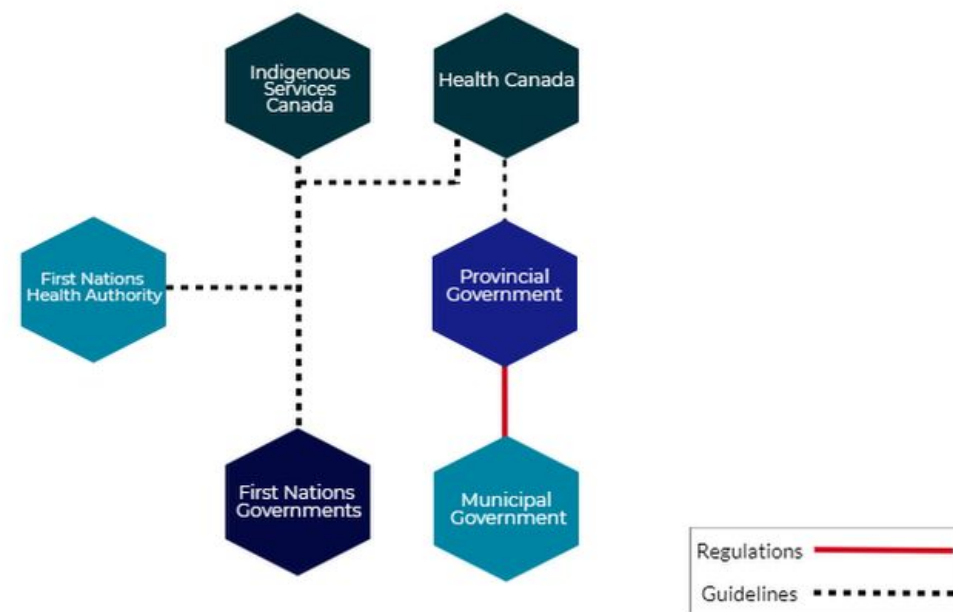 Indigenous
Services
Canada
Health Canada
First Nations
Health Authority
Provincial
Government
First Nations
Governments
Municipal
Government
Regulations
Guidelines